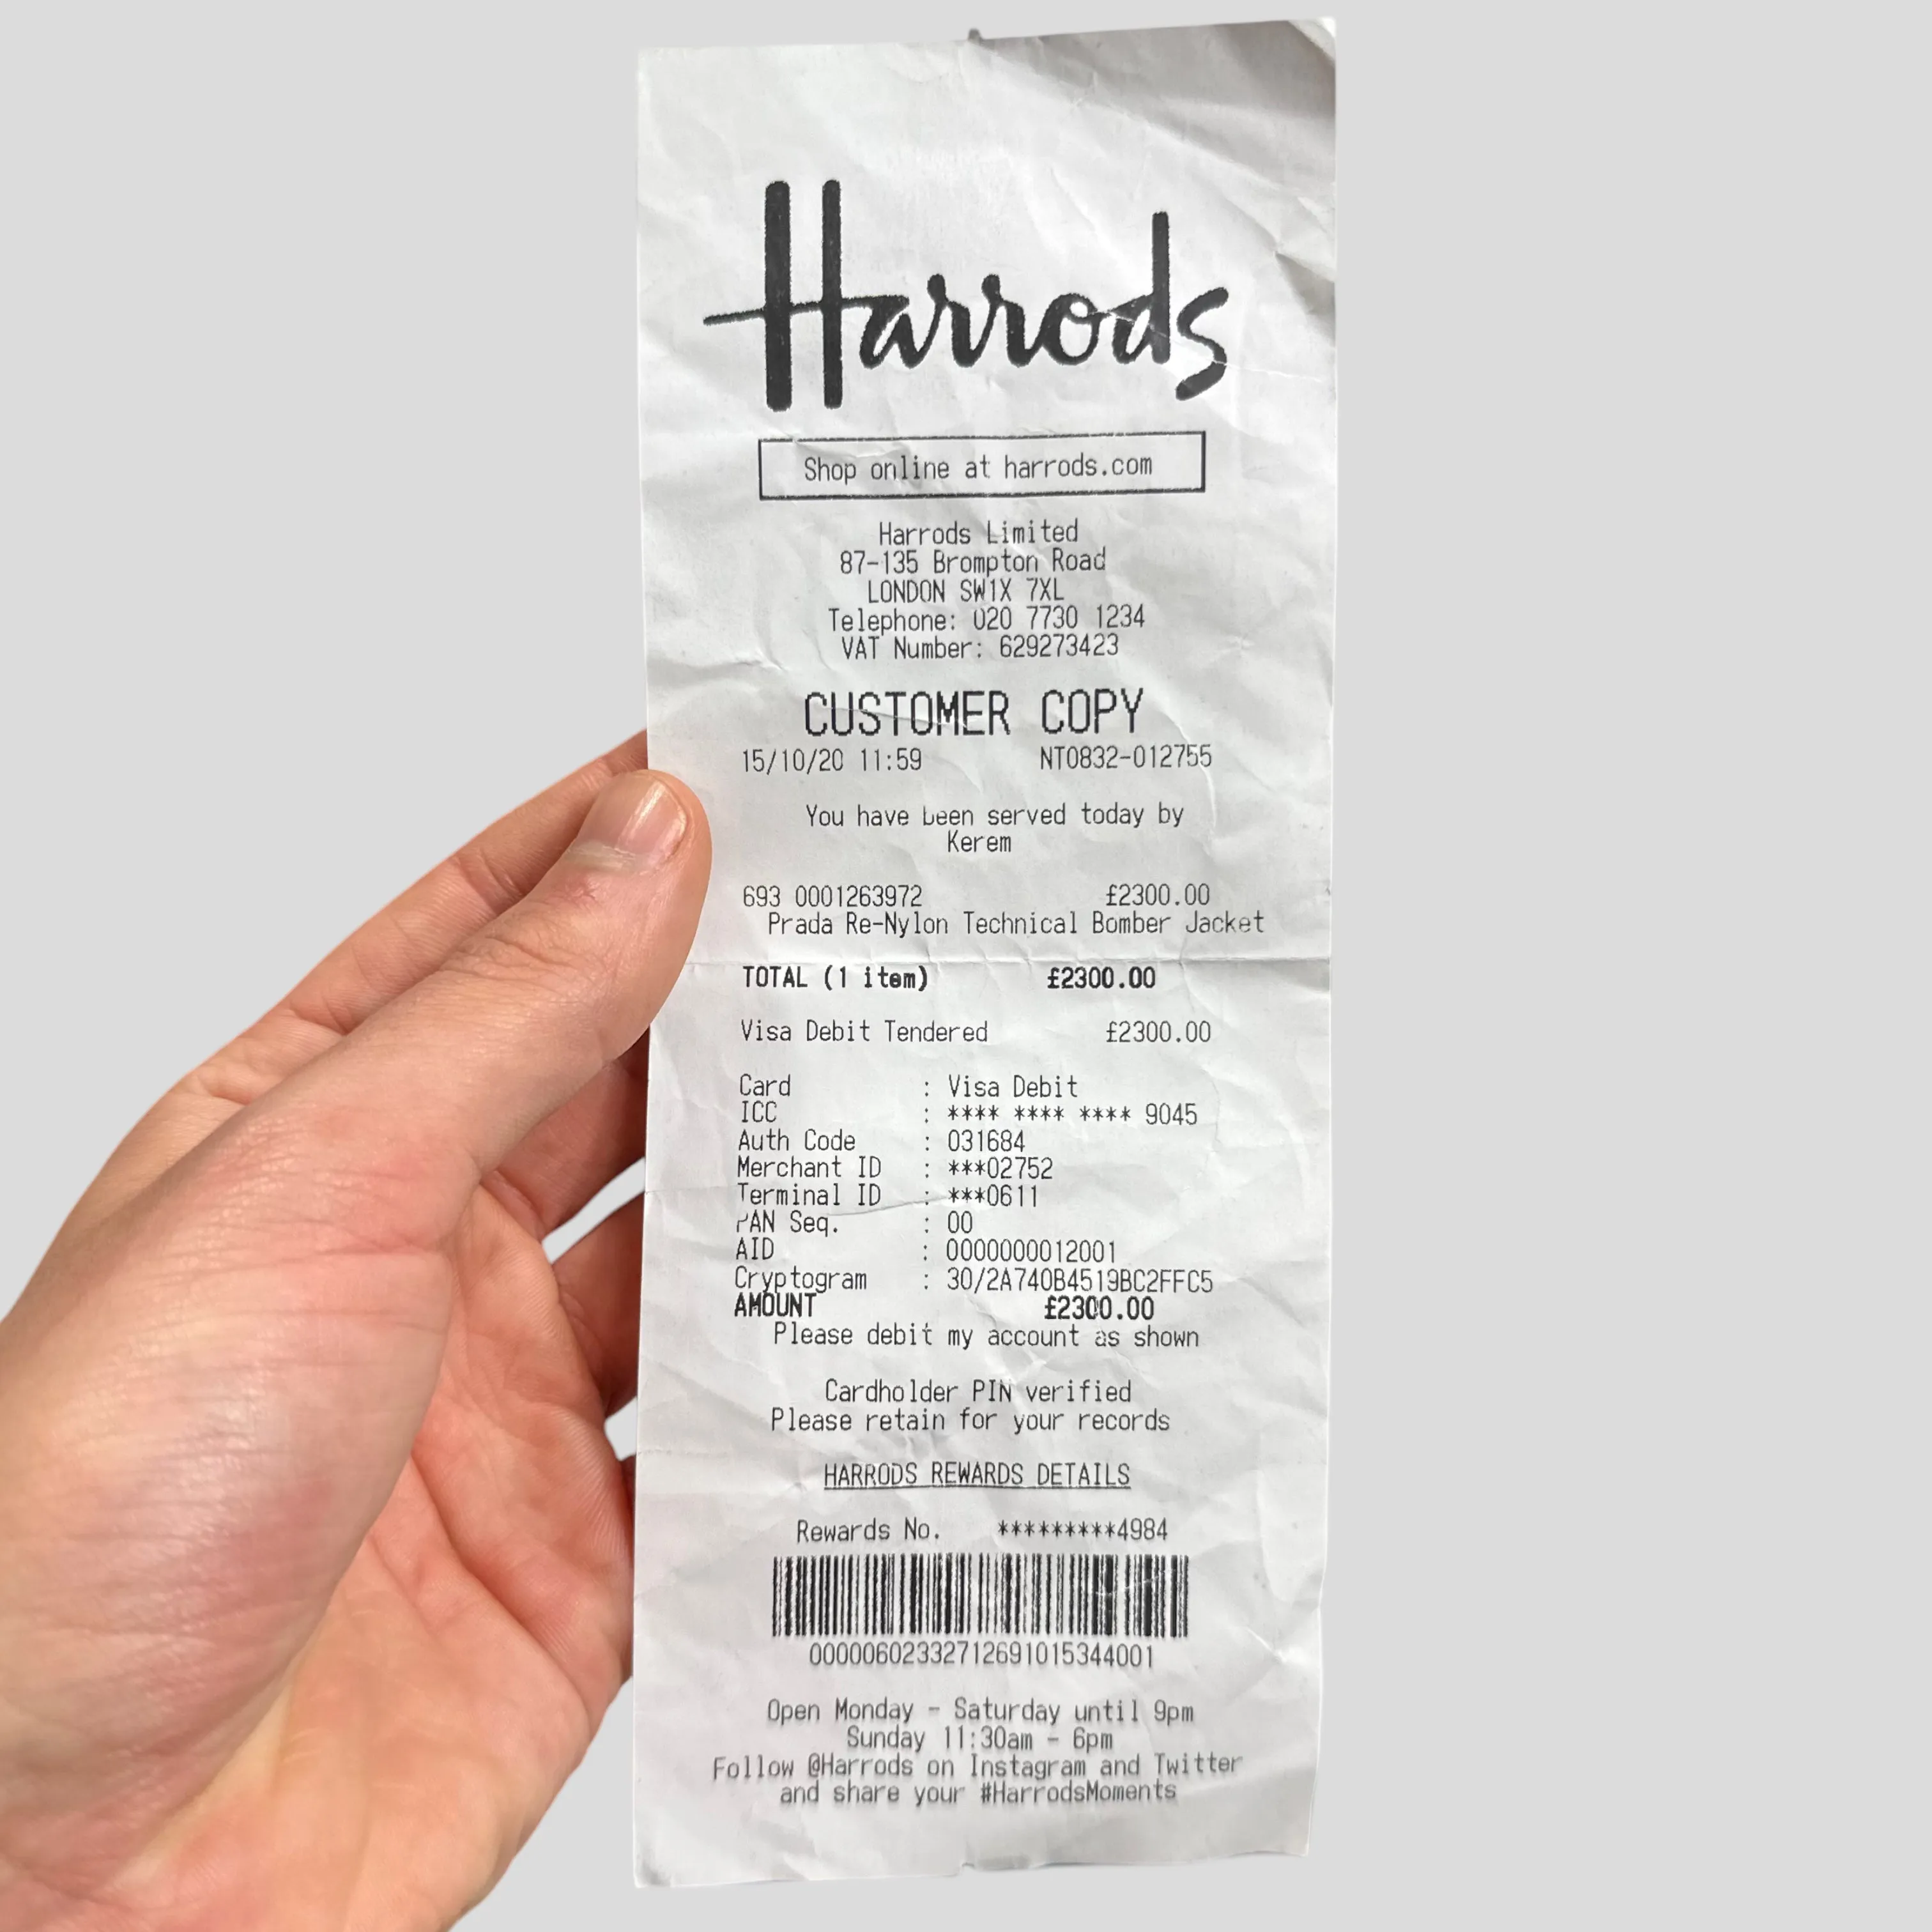 Harrods
Shop online at harrods.com
Harrods Limited
87-135 Brompton Road
LONDON SW1X 7XL
Telephone: 020 7730 1234
VAT Number: 629273423
CUSTOMER COPY
15/10/20 11:59 NT0832-012755
You have been served today by
Kerem
693 0001263972 £2300.00
Prada Re-Nylon Technical Bomber Jacket
TOTAL (1 item) £2300.00
Visa Debit Tendered £2300.00
Card : Visa Debit
ICC : **** **** **** 9045
Auth Code : 031684
Merchant ID : ***02752
Terminal ID : ***0611
PAN Seq. : 00
AID : 0000000012001
Cryptogram : 30/2A740B4519BC2FFC5
AMOUNT £2300.00
Please debit my account as shown
Cardholder PIN verified
Please retain for your records
HARRODS REWARDS DETAILS
Rewards No. *********4984
00000602332712691015344001
Open Monday - Saturday until 9pm
Sunday 11:30am - 6pm
Follow @Harrods on Instagram and Twitter
and share your #HarrodsMoments